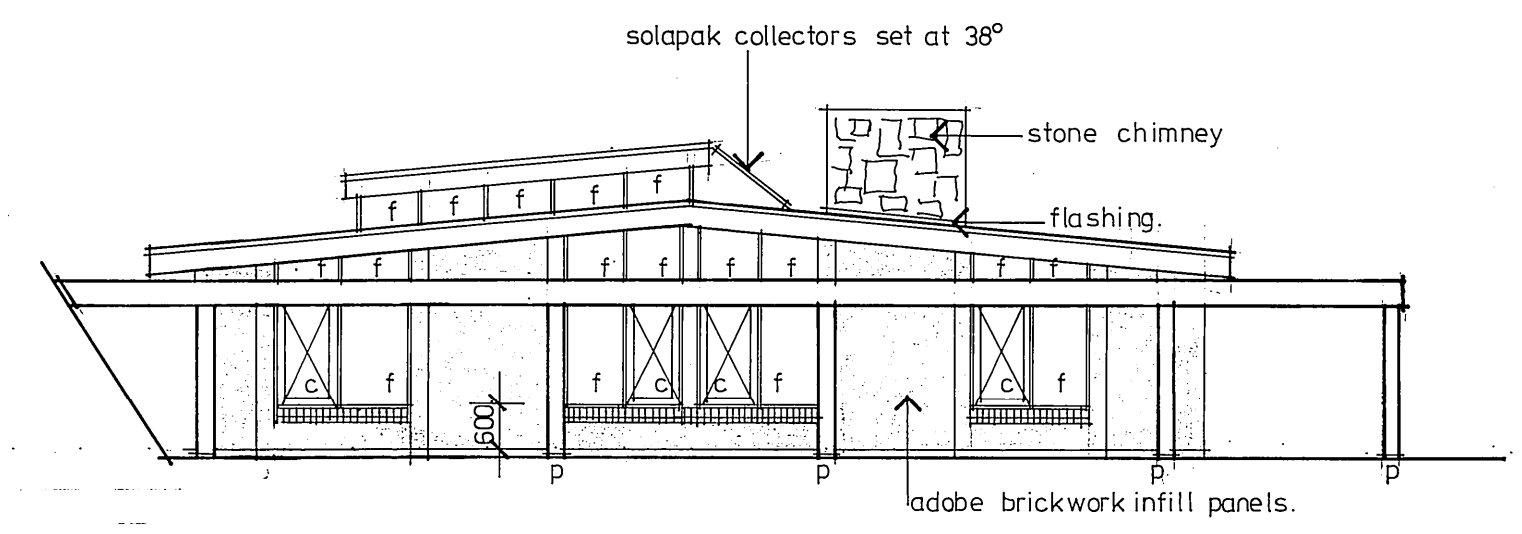 solapak collectors set at 38°
stone chimney
f f f f f
flashing.
f f f f f f f f
c f f c c f c f
600
p p p p
adobe brickwork infill panels.